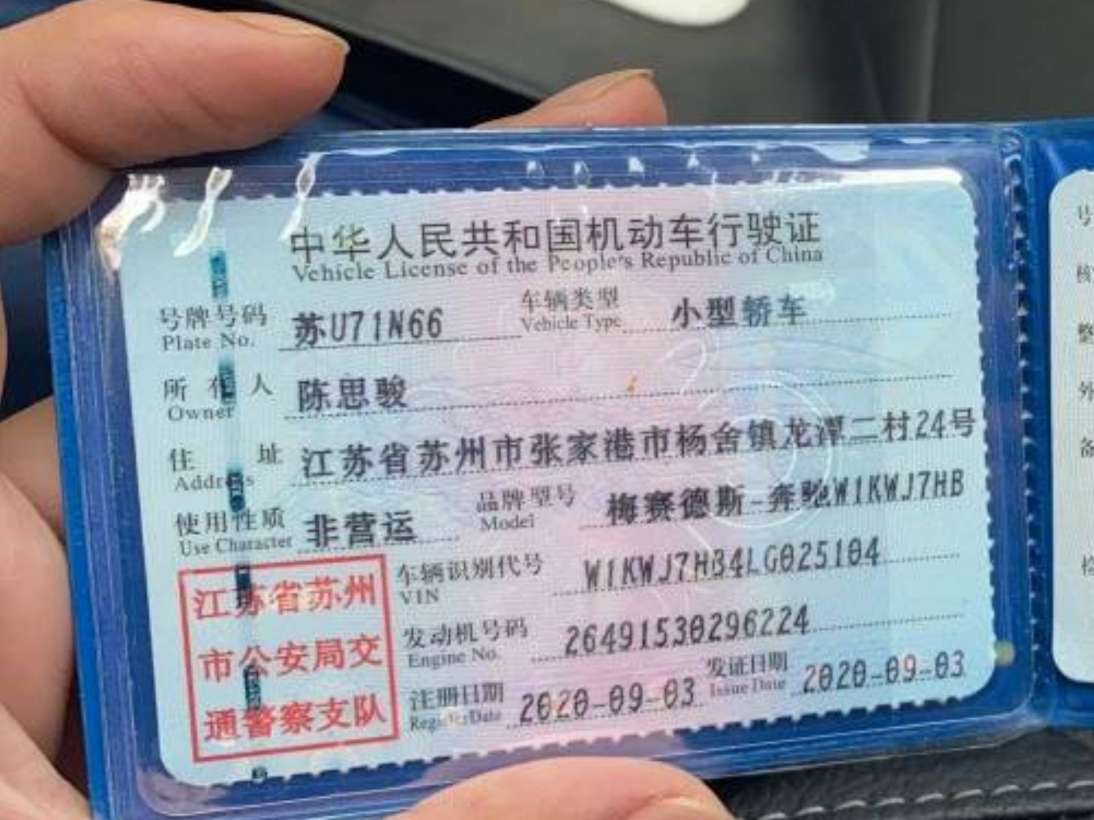 中华人民共和国机动车行驶证
Vehicle License of the People's Republic of China
号牌号码 苏U71N66 车辆类型 小型轿车
Plate No. Vehicle Type
所有人 陈思骏
Owner
住址 江苏省苏州市张家港市杨舍镇龙潭二村24号
Address
使用性质 非营运 品牌型号 梅赛德斯-奔驰W1KWJ7HB
Use Character Model
江苏省苏州
市公安局交
通警察支队
车辆识别代号 W1KWJ7HB4LG025104
VIN
发动机号码 26491530296224
Engine No.
注册日期 2020-09-03 发证日期 2020-09-03
Register Date Issue Date
号
核
整
外
备
检